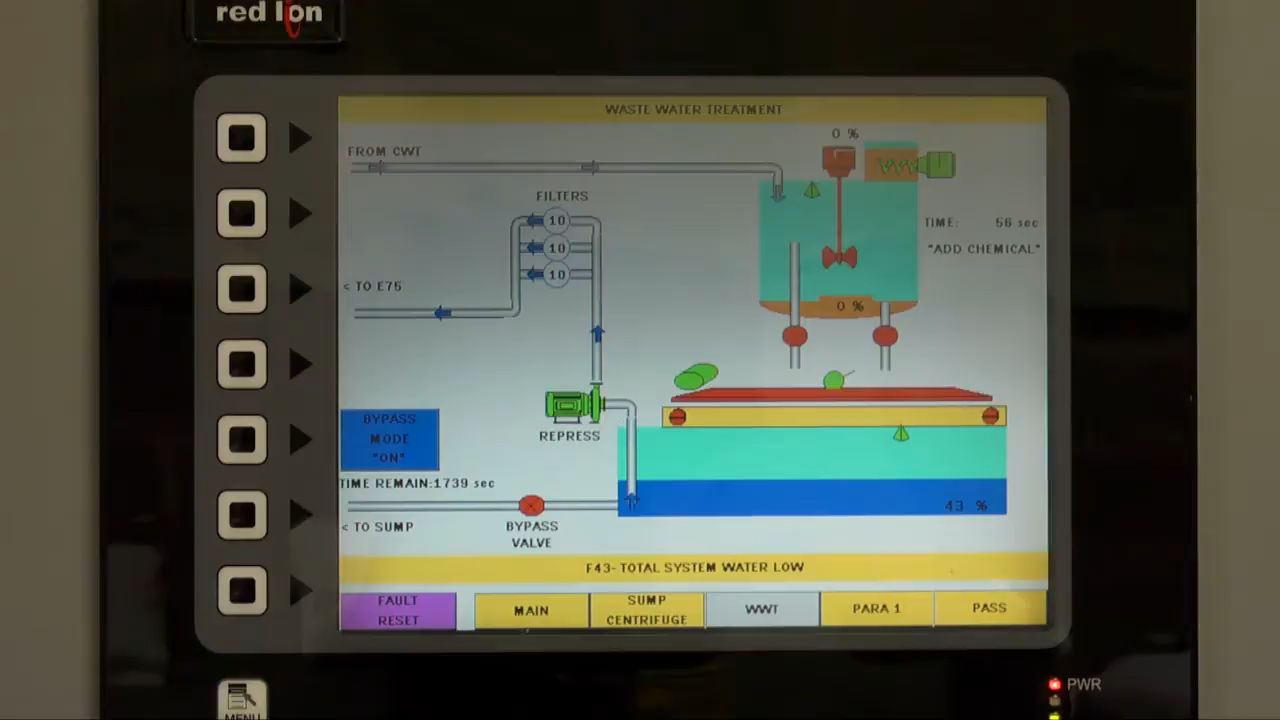 red lion
WASTE WATER TREATMENT
0 %
FROM CWT
FILTERS
10
10
10
TIME: 56 sec
"ADD CHEMICAL"
< TO E75
0 %
BYPASS
MODE
"ON"
REPRESS
TIME REMAIN:1739 sec
43 %
< TO SUMP
BYPASS
VALVE
F43- TOTAL SYSTEM WATER LOW
FAULT
RESET
MAIN
SUMP
CENTRIFUGE
WWT
PARA 1
PASS
MENU
PWR